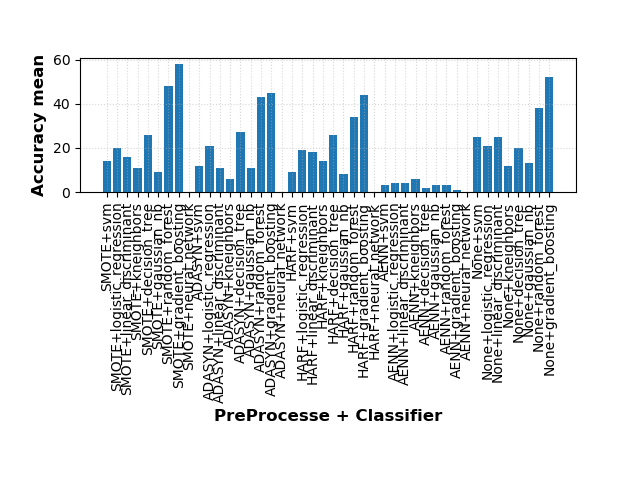 Accuracy mean
60
40
20
0
SMOTE+svm
SMOTE+logistic_regression
SMOTE+linear_discriminant
SMOTE+kneighbors
SMOTE+decision_tree
SMOTE+gaussian_nb
SMOTE+random_forest
SMOTE+gradient_boosting
SMOTE+neural_network
ADASYN+svm
ADASYN+logistic_regression
ADASYN+linear_discriminant
ADASYN+kneighbors
ADASYN+decision_tree
ADASYN+gaussian_nb
ADASYN+random_forest
ADASYN+gradient_boosting
ADASYN+neural_network
HARF+svm
HARF+logistic_regression
HARF+linear_discriminant
HARF+kneighbors
HARF+decision_tree
HARF+gaussian_nb
HARF+random_forest
HARF+gradient_boosting
HARF+neural_network
AENN+svm
AENN+logistic_regression
AENN+linear_discriminant
AENN+kneighbors
AENN+decision_tree
AENN+gaussian_nb
AENN+random_forest
AENN+gradient_boosting
AENN+neural_network
None+svm
None+logistic_regression
None+linear_discriminant
None+kneighbors
None+decision_tree
None+gaussian_nb
None+random_forest
None+gradient_boosting
PreProcesse + Classifier